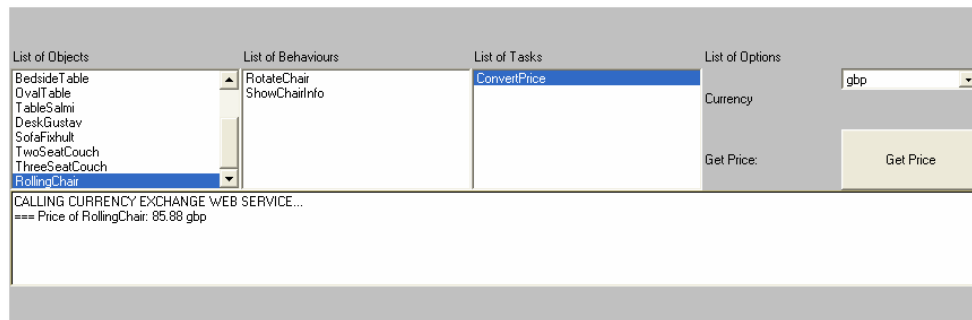 List of Objects
List of Behaviours
List of Tasks
List of Options
BedsideTable
OvalTable
TableSalmi
DeskGustav
SofaFixhult
TwoSeatCouch
ThreeSeatCouch
RollingChair
RotateChair
ShowChairInfo
ConvertPrice
gbp
Currency
Get Price:
Get Price
CALLING CURRENCY EXCHANGE WEB SERVICE...
=== Price of RollingChair: 85.88 gbp